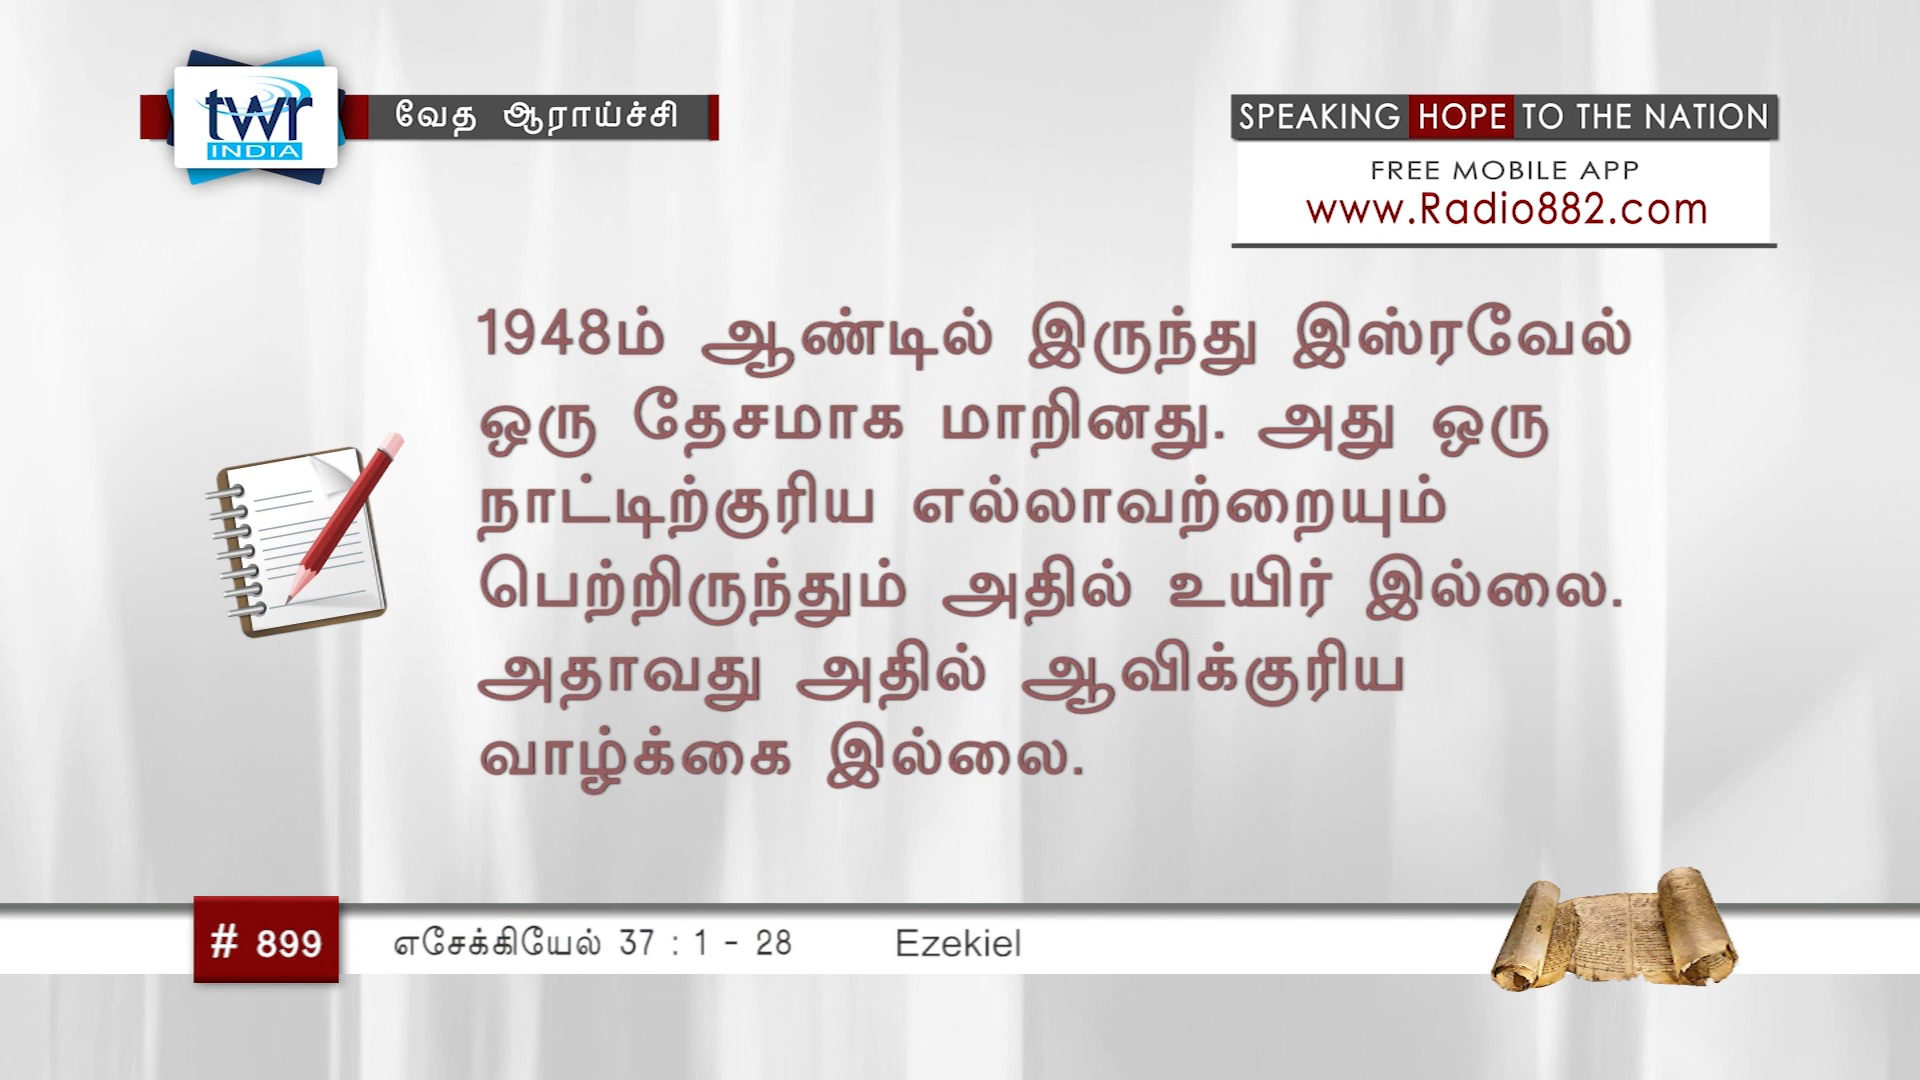 twr
INDIA
வேத ஆராய்ச்சி
SPEAKING HOPE TO THE NATION
FREE MOBILE APP
www.Radio882.com
1948ம் ஆண்டில் இருந்து இஸ்ரவேல்
ஒரு தேசமாக மாறினது. அது ஒரு
நாட்டிற்குரிய எல்லாவற்றையும்
பெற்றிருந்தும் அதில் உயிர் இல்லை.
அதாவது அதில் ஆவிக்குரிய
வாழ்க்கை இல்லை.
# 899 எசேக்கியேல் 37 : 1 - 28 Ezekiel